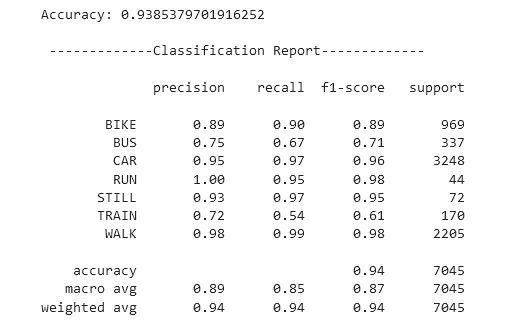 Accuracy: 0.9385379701916252
-------------Classification Report-------------
precision recall f1-score support
BIKE 0.89 0.90 0.89 969
BUS 0.75 0.67 0.71 337
CAR 0.95 0.97 0.96 3248
RUN 1.00 0.95 0.98 44
STILL 0.93 0.97 0.95 72
TRAIN 0.72 0.54 0.61 170
WALK 0.98 0.99 0.98 2205
accuracy 0.94 7045
macro avg 0.89 0.85 0.87 7045
weighted avg 0.94 0.94 0.94 7045